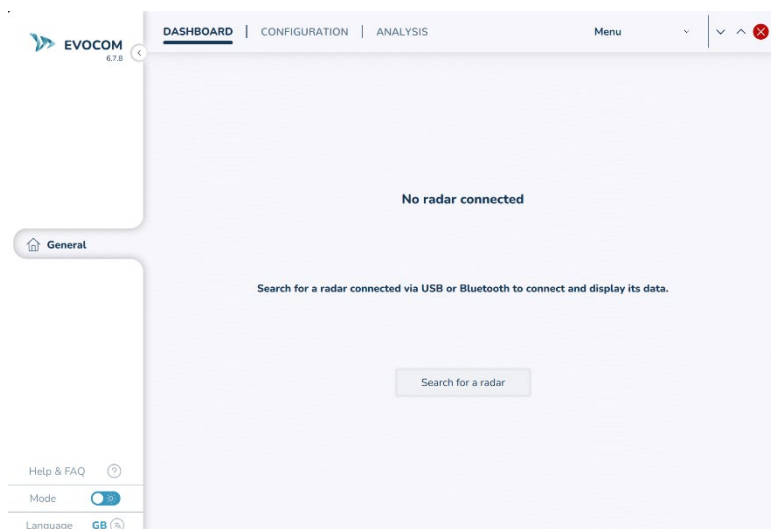 EVOCOM
6.7.8
DASHBOARD | CONFIGURATION | ANALYSIS
Menu
No radar connected
General
Search for a radar connected via USB or Bluetooth to connect and display its data.
Search for a radar
Help & FAQ ?
Mode
Language GB